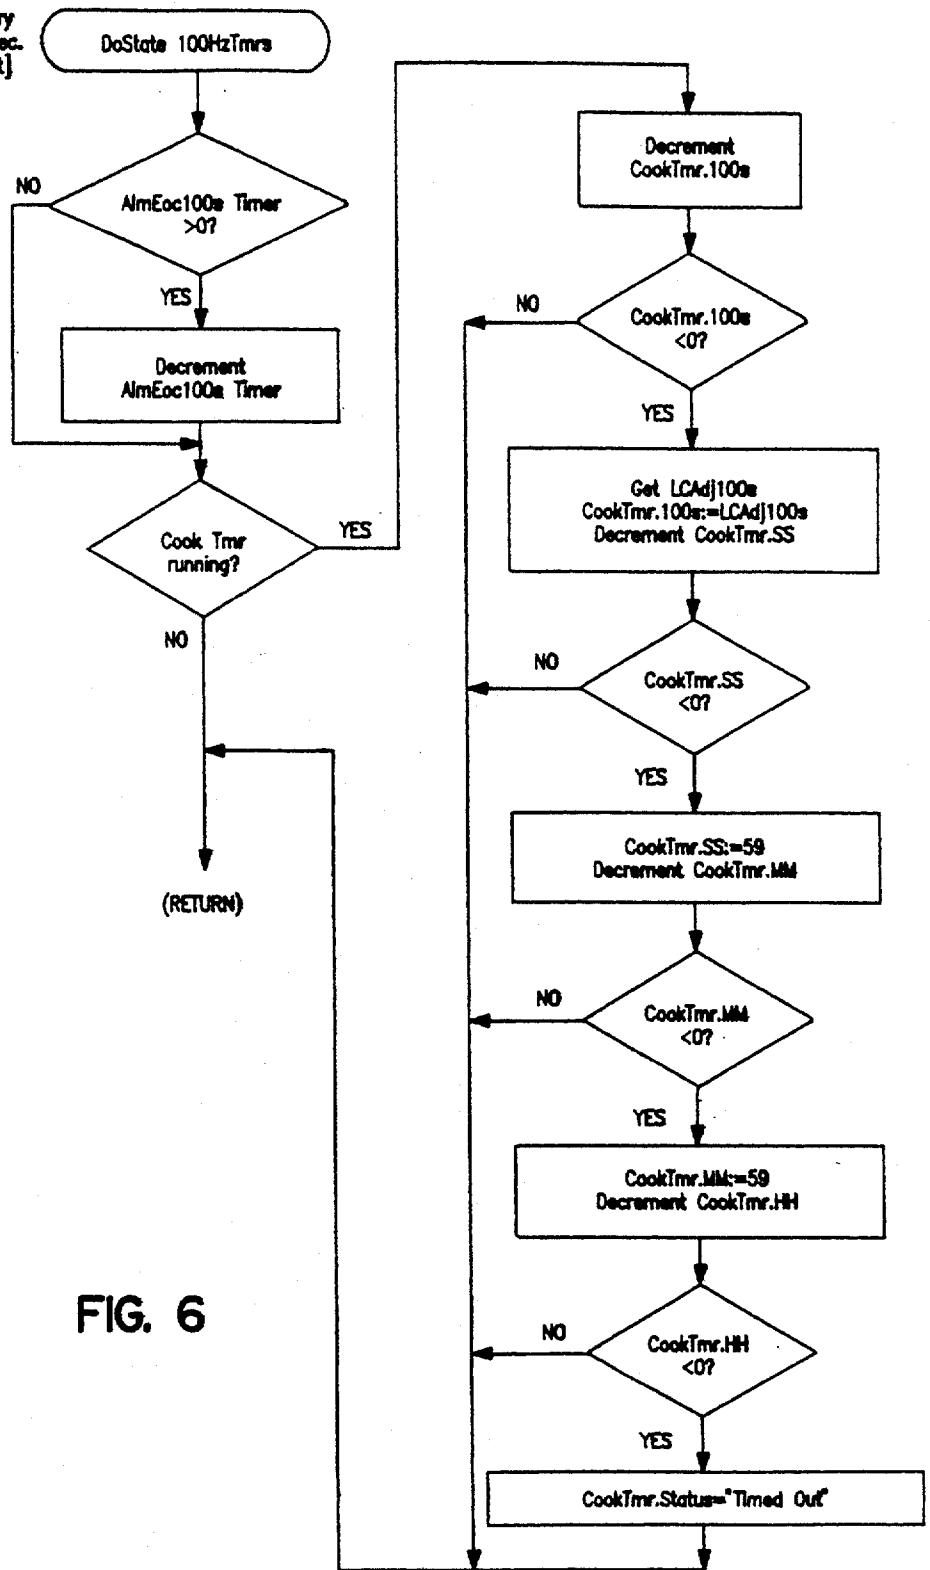 DoState 100HzTmrs
AlmEoc100s Timer
>0?
NO
YES
Decrement
AlmEoc100s Timer
Cook Tmr
running?
YES
NO
(RETURN)
Decrement
CookTmr.100s
CookTmr.100s
<0?
NO
YES
Get LCAdj100s
CookTmr.100s:=LCAdj100s
Decrement CookTmr.SS
CookTmr.SS
<0?
NO
YES
CookTmr.SS:=59
Decrement CookTmr.MM
CookTmr.MM
<0?
NO
YES
CookTmr.MM:=59
Decrement CookTmr.HH
CookTmr.HH
<0?
NO
YES
CookTmr.Status="Timed Out"
FIG. 6